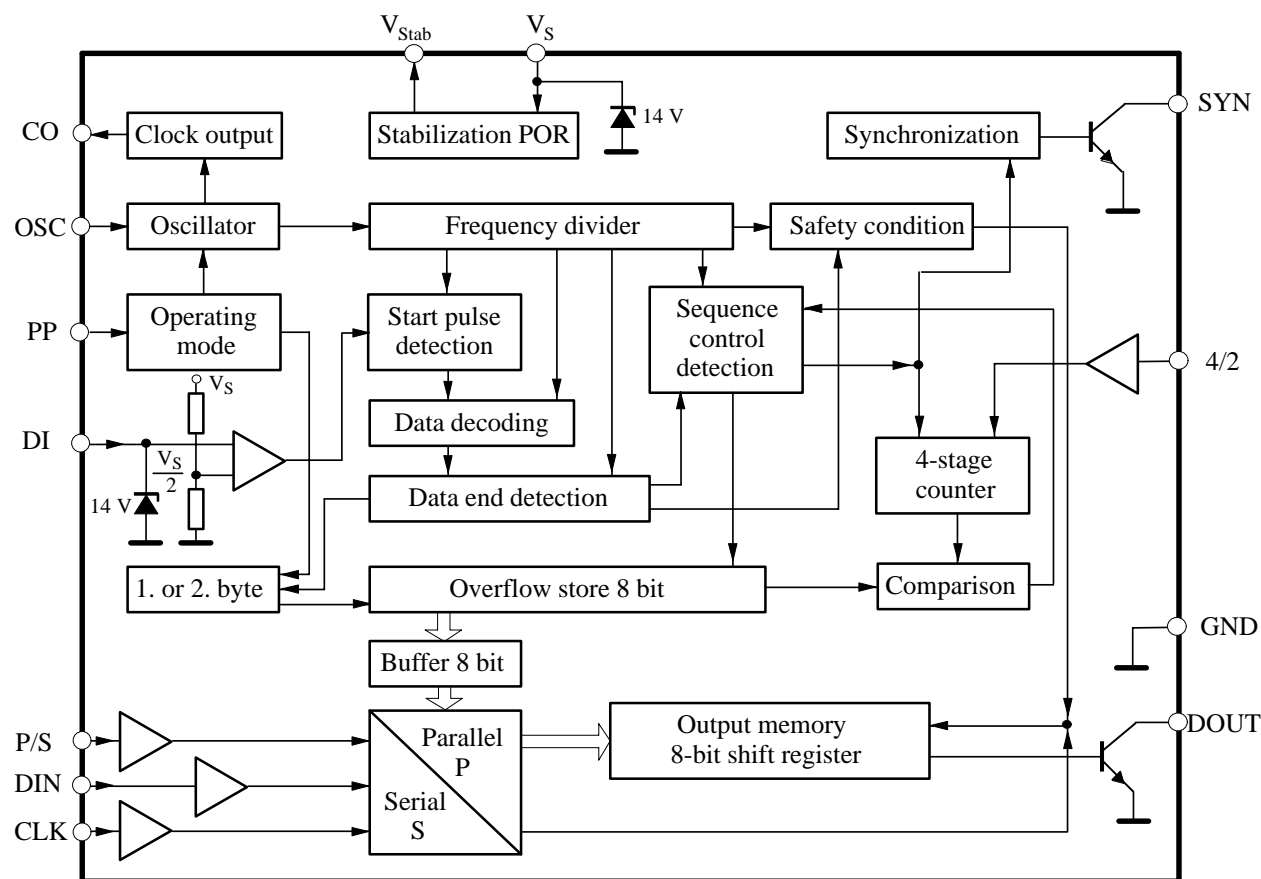 V_Stab
V_S
CO
Clock output
Stabilization POR
14 V
Synchronization
SYN
OSC
Oscillator
Frequency divider
Safety condition
PP
Operating
mode
Start pulse
detection
Sequence
control
detection
4/2
V_S
DI
Data decoding
V_S
2
14 V
Data end detection
4-stage
counter
1. or 2. byte
Overflow store 8 bit
Comparison
GND
Buffer 8 bit
P/S
Parallel
P
Output memory
8-bit shift register
DOUT
DIN
Serial
S
CLK